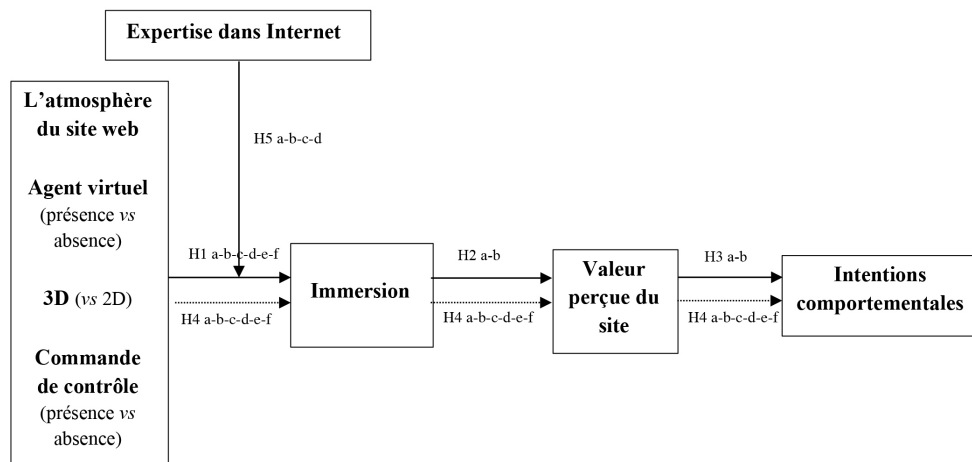 Expertise dans Internet
L'atmosphère
du site web
Agent virtuel
(présence vs
absence)
3D (vs 2D)
Commande
de contrôle
(présence vs
absence)
H5 a-b-c-d
H1 a-b-c-d-e-f
H4 a-b-c-d-e-f
Immersion
H2 a-b
H4 a-b-c-d-e-f
Valeur
perçue du
site
H3 a-b
H4 a-b-c-d-e-f
Intentions
comportementales